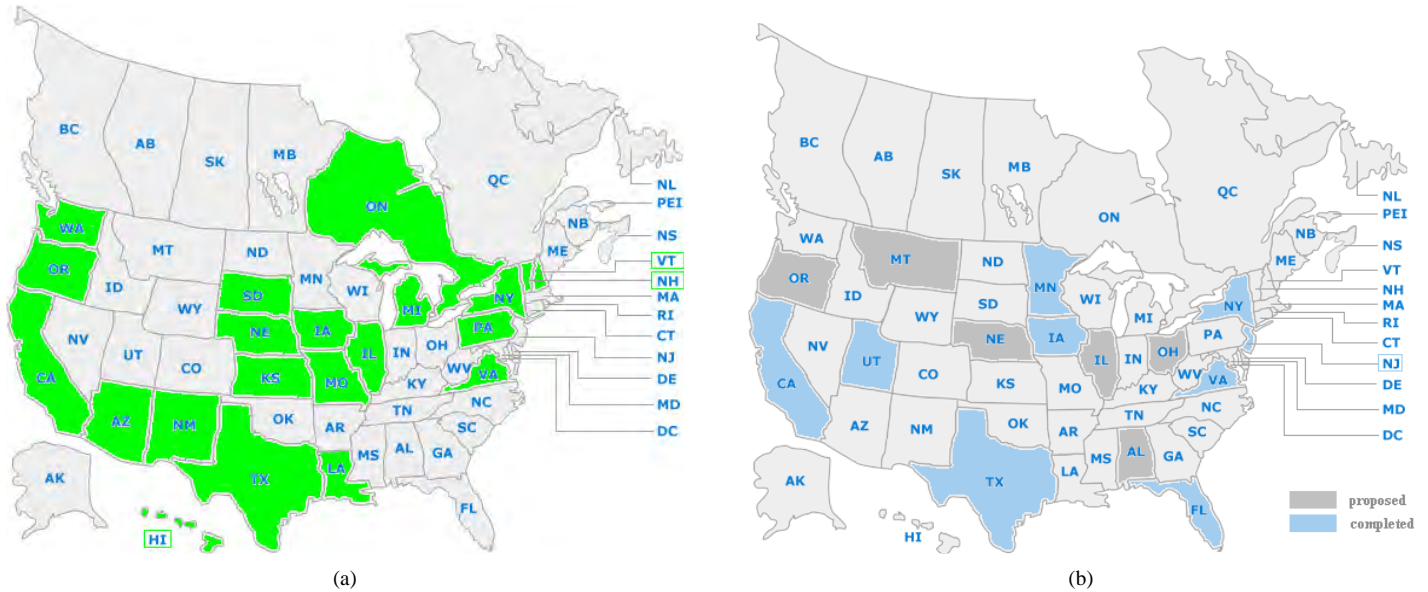 BC
AB
SK
MB
ON
QC
NL
PEI
NB
NS
ME
VT
NH
MA
RI
CT
NJ
DE
MD
DC
WA
MT
ND
MN
OR
ID
SD
WI
MI
NY
WY
NE
IA
PA
NV
UT
CO
IL
IN
OH
WV
VA
CA
KS
MO
KY
NC
AZ
NM
OK
AR
TN
SC
TX
LA
MS
AL
GA
AK
HI
FL
(a)
BC
AB
SK
MB
ON
QC
NL
PEI
NB
NS
ME
VT
NH
MA
RI
CT
NJ
DE
MD
DC
WA
MT
ND
MN
OR
ID
SD
WI
MI
NY
WY
NE
IA
PA
NV
UT
CO
IL
IN
OH
WV
VA
CA
KS
MO
KY
NC
AZ
NM
OK
AR
TN
SC
TX
LA
MS
AL
GA
AK
HI
FL
proposed
completed
(b)